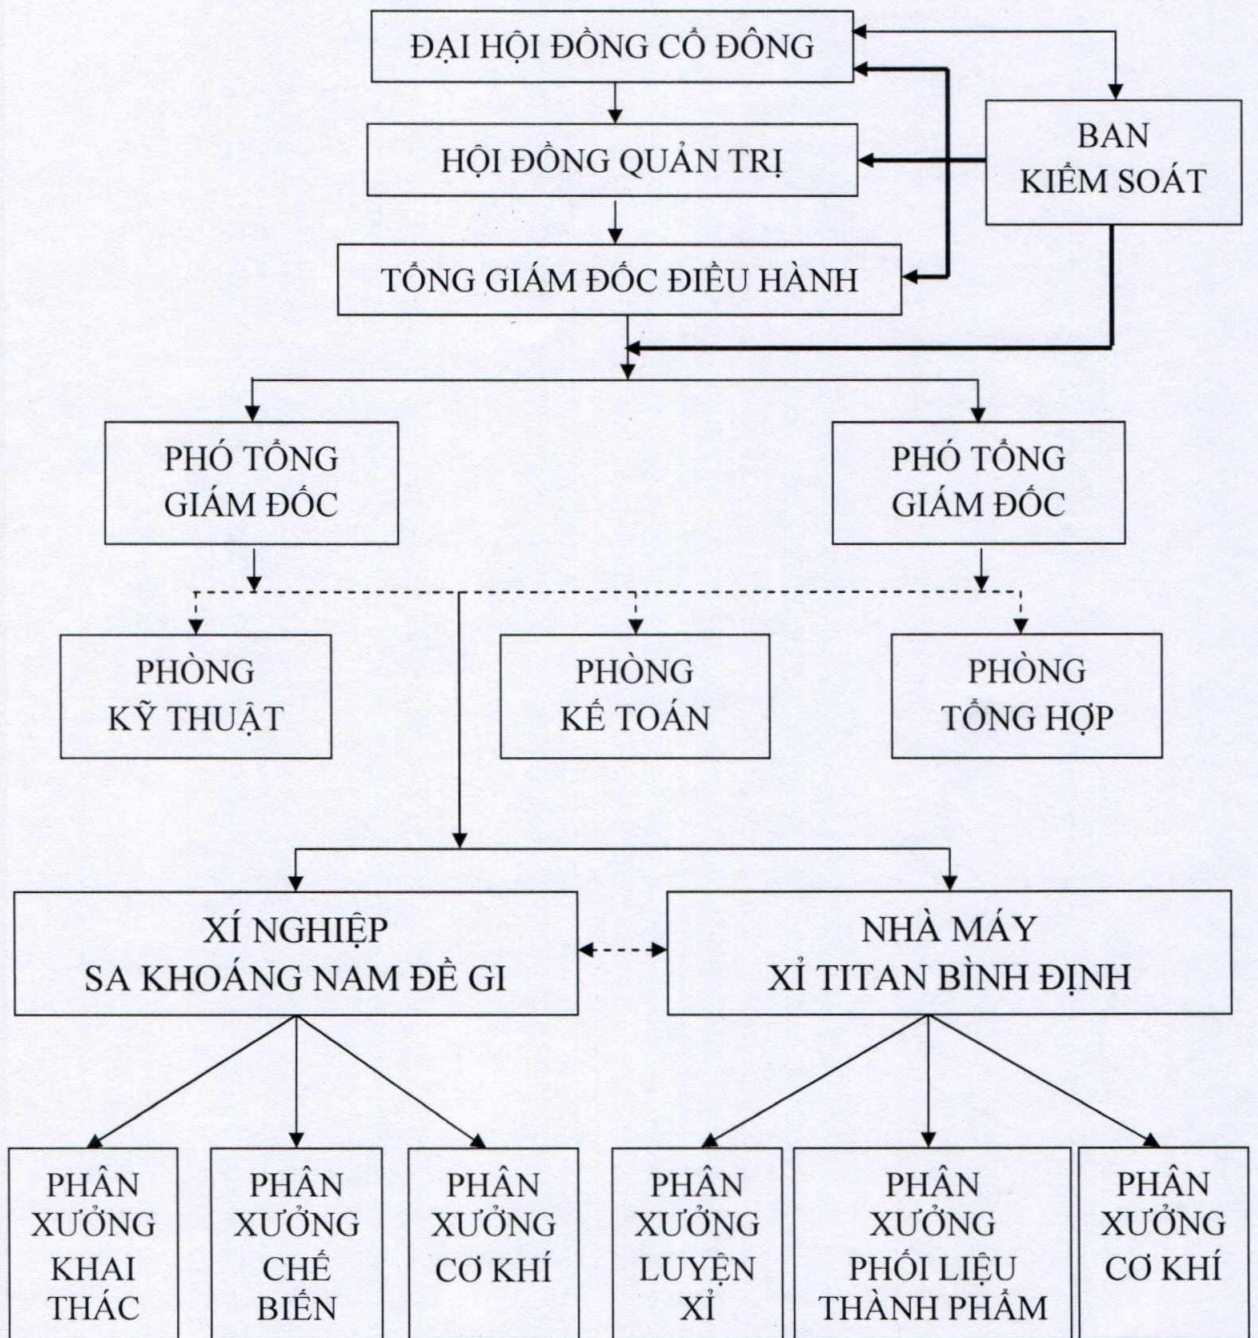 ĐẠI HỘI ĐỒNG CỔ ĐÔNG
BAN
KIỂM SOÁT
HỘI ĐỒNG QUẢN TRỊ
TỔNG GIÁM ĐỐC ĐIỀU HÀNH
PHÓ TỔNG
GIÁM ĐỐC
PHÓ TỔNG
GIÁM ĐỐC
PHÒNG
KỸ THUẬT
PHÒNG
KẾ TOÁN
PHÒNG
TỔNG HỢP
XÍ NGHIỆP
SA KHOÁNG NAM ĐỀ GI
NHÀ MÁY
XỈ TITAN BÌNH ĐỊNH
PHÂN
XƯỞNG
KHAI
THÁC
PHÂN
XƯỞNG
CHẾ
BIẾN
PHÂN
XƯỞNG
CƠ KHÍ
PHÂN
XƯỞNG
LUYỆN
XỈ
PHÂN
XƯỞNG
PHỐI LIỆU
THÀNH PHẨM
PHÂN
XƯỞNG
CƠ KHÍ